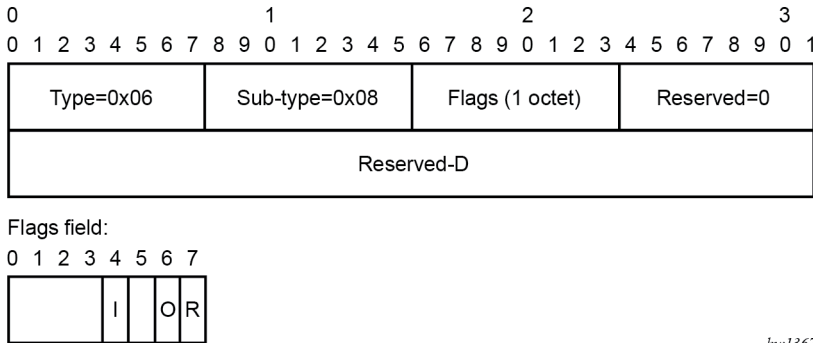 0 1 2 3
0 1 2 3 4 5 6 7 8 9 0 1 2 3 4 5 6 7 8 9 0 1 2 3 4 5 6 7 8 9 0 1
Type=0x06 Sub-type=0x08 Flags (1 octet) Reserved=0
Reserved-D
Flags field:
0 1 2 3 4 5 6 7
I O R